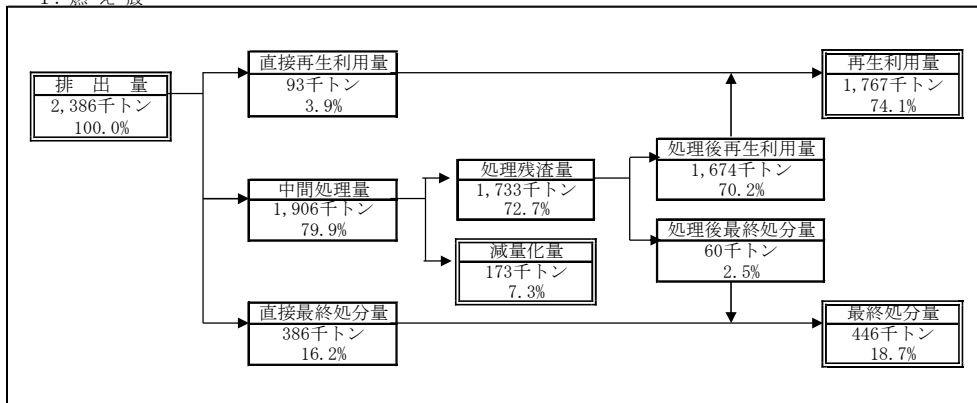 1. 燃え殻
排出量
2,386千トン
100.0%
直接再生利用量
93千トン
3.9%
再生利用量
1,767千トン
74.1%
中間処理量
1,906千トン
79.9%
処理残渣量
1,733千トン
72.7%
処理後再生利用量
1,674千トン
70.2%
減量化量
173千トン
7.3%
処理後最終処分量
60千トン
2.5%
直接最終処分量
386千トン
16.2%
最終処分量
446千トン
18.7%